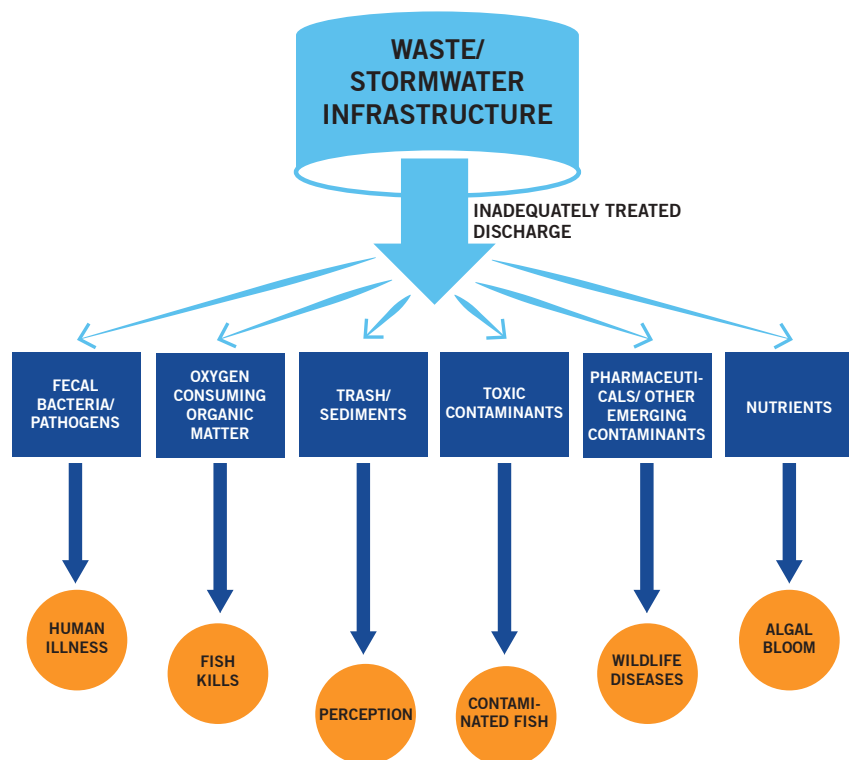 WASTE/
STORMWATER
INFRASTRUCTURE
INADEQUATELY TREATED
DISCHARGE
FECAL
BACTERIA/
PATHOGENS
OXYGEN
CONSUMING
ORGANIC
MATTER
TRASH/
SEDIMENTS
TOXIC
CONTAMINANTS
PHARMACEUTI-
CALS/ OTHER
EMERGING
CONTAMINANTS
NUTRIENTS
HUMAN
ILLNESS
FISH
KILLS
PERCEPTION
CONTAMI-
NATED FISH
WILDLIFE
DISEASES
ALGAL
BLOOM